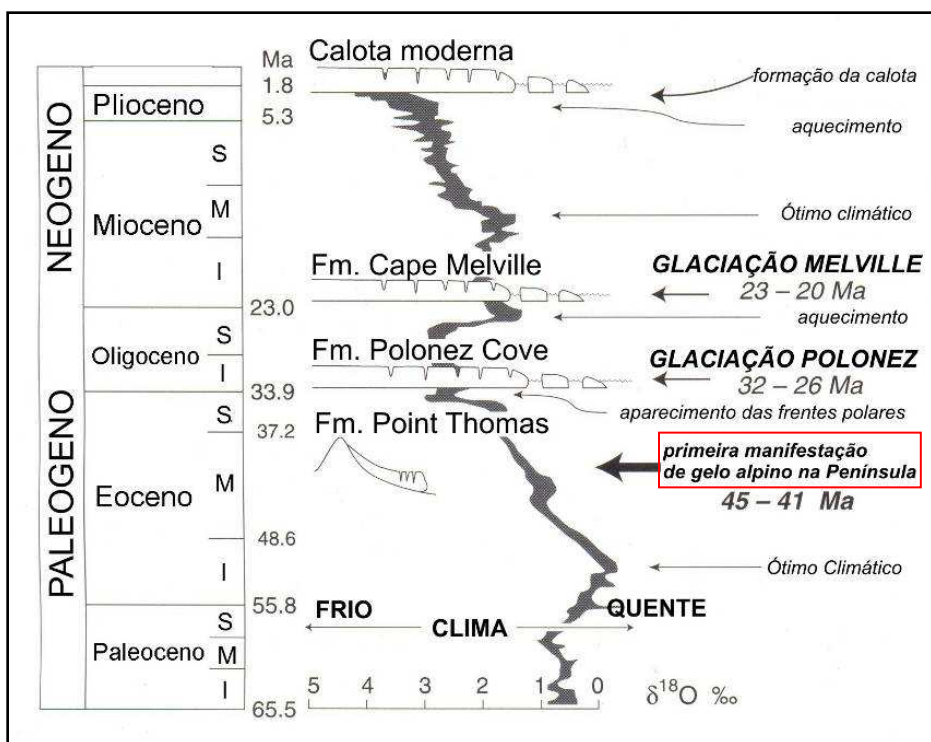 Ma
Calota moderna
1.8
formação da calota
Plioceno
5.3
aquecimento
NEOGENO
S
Mioceno
M
Ótimo climático
I
Fm. Cape Melville
GLACIAÇÃO MELVILLE
23 – 20 Ma
23.0
aquecimento
Oligoceno
S
I
Fm. Polonez Cove
GLACIAÇÃO POLONEZ
32 – 26 Ma
33.9
aparecimento das frentes polares
PALEOGENO
S
37.2
Fm. Point Thomas
primeira manifestação
de gelo alpino na Península
45 – 41 Ma
Eoceno
M
48.6
I
Ótimo Climático
55.8
FRIO
QUENTE
CLIMA
S
Paleoceno
M
I
65.5
5 4 3 2 1 0 δ¹⁸O ‰